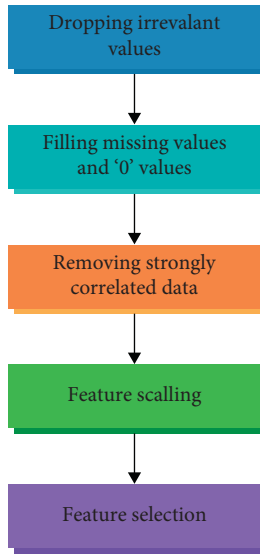 Dropping irrevalant
values
Filling missing values
and ‘0’ values
Removing strongly
correlated data
Feature scalling
Feature selection